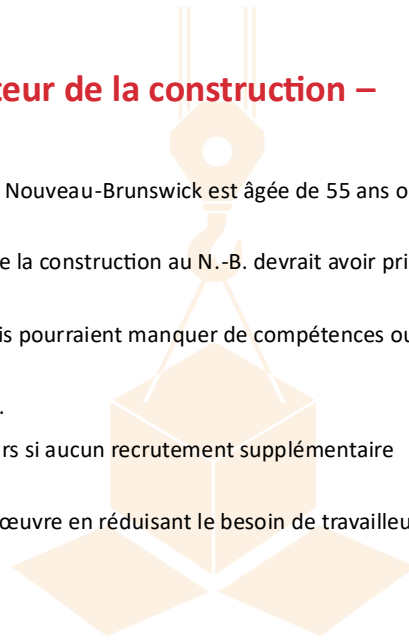 teur de la construction –
Nouveau-Brunswick est âgée de 55 ans o
e la construction au N.-B. devrait avoir pri
is pourraient manquer de compétences ou
.
rs si aucun recrutement supplémentaire
œuvre en réduisant le besoin de travailleu